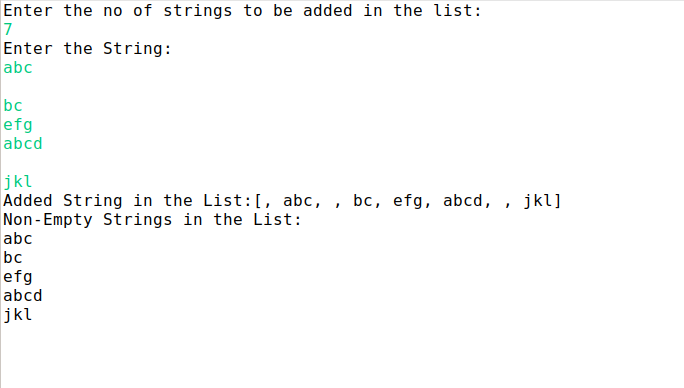 Enter the no of strings to be added in the list:
7
Enter the String:
abc
bc
efg
abcd
jkl
Added String in the List:[, abc, , bc, efg, abcd, , jkl]
Non-Empty Strings in the List:
abc
bc
efg
abcd
jkl